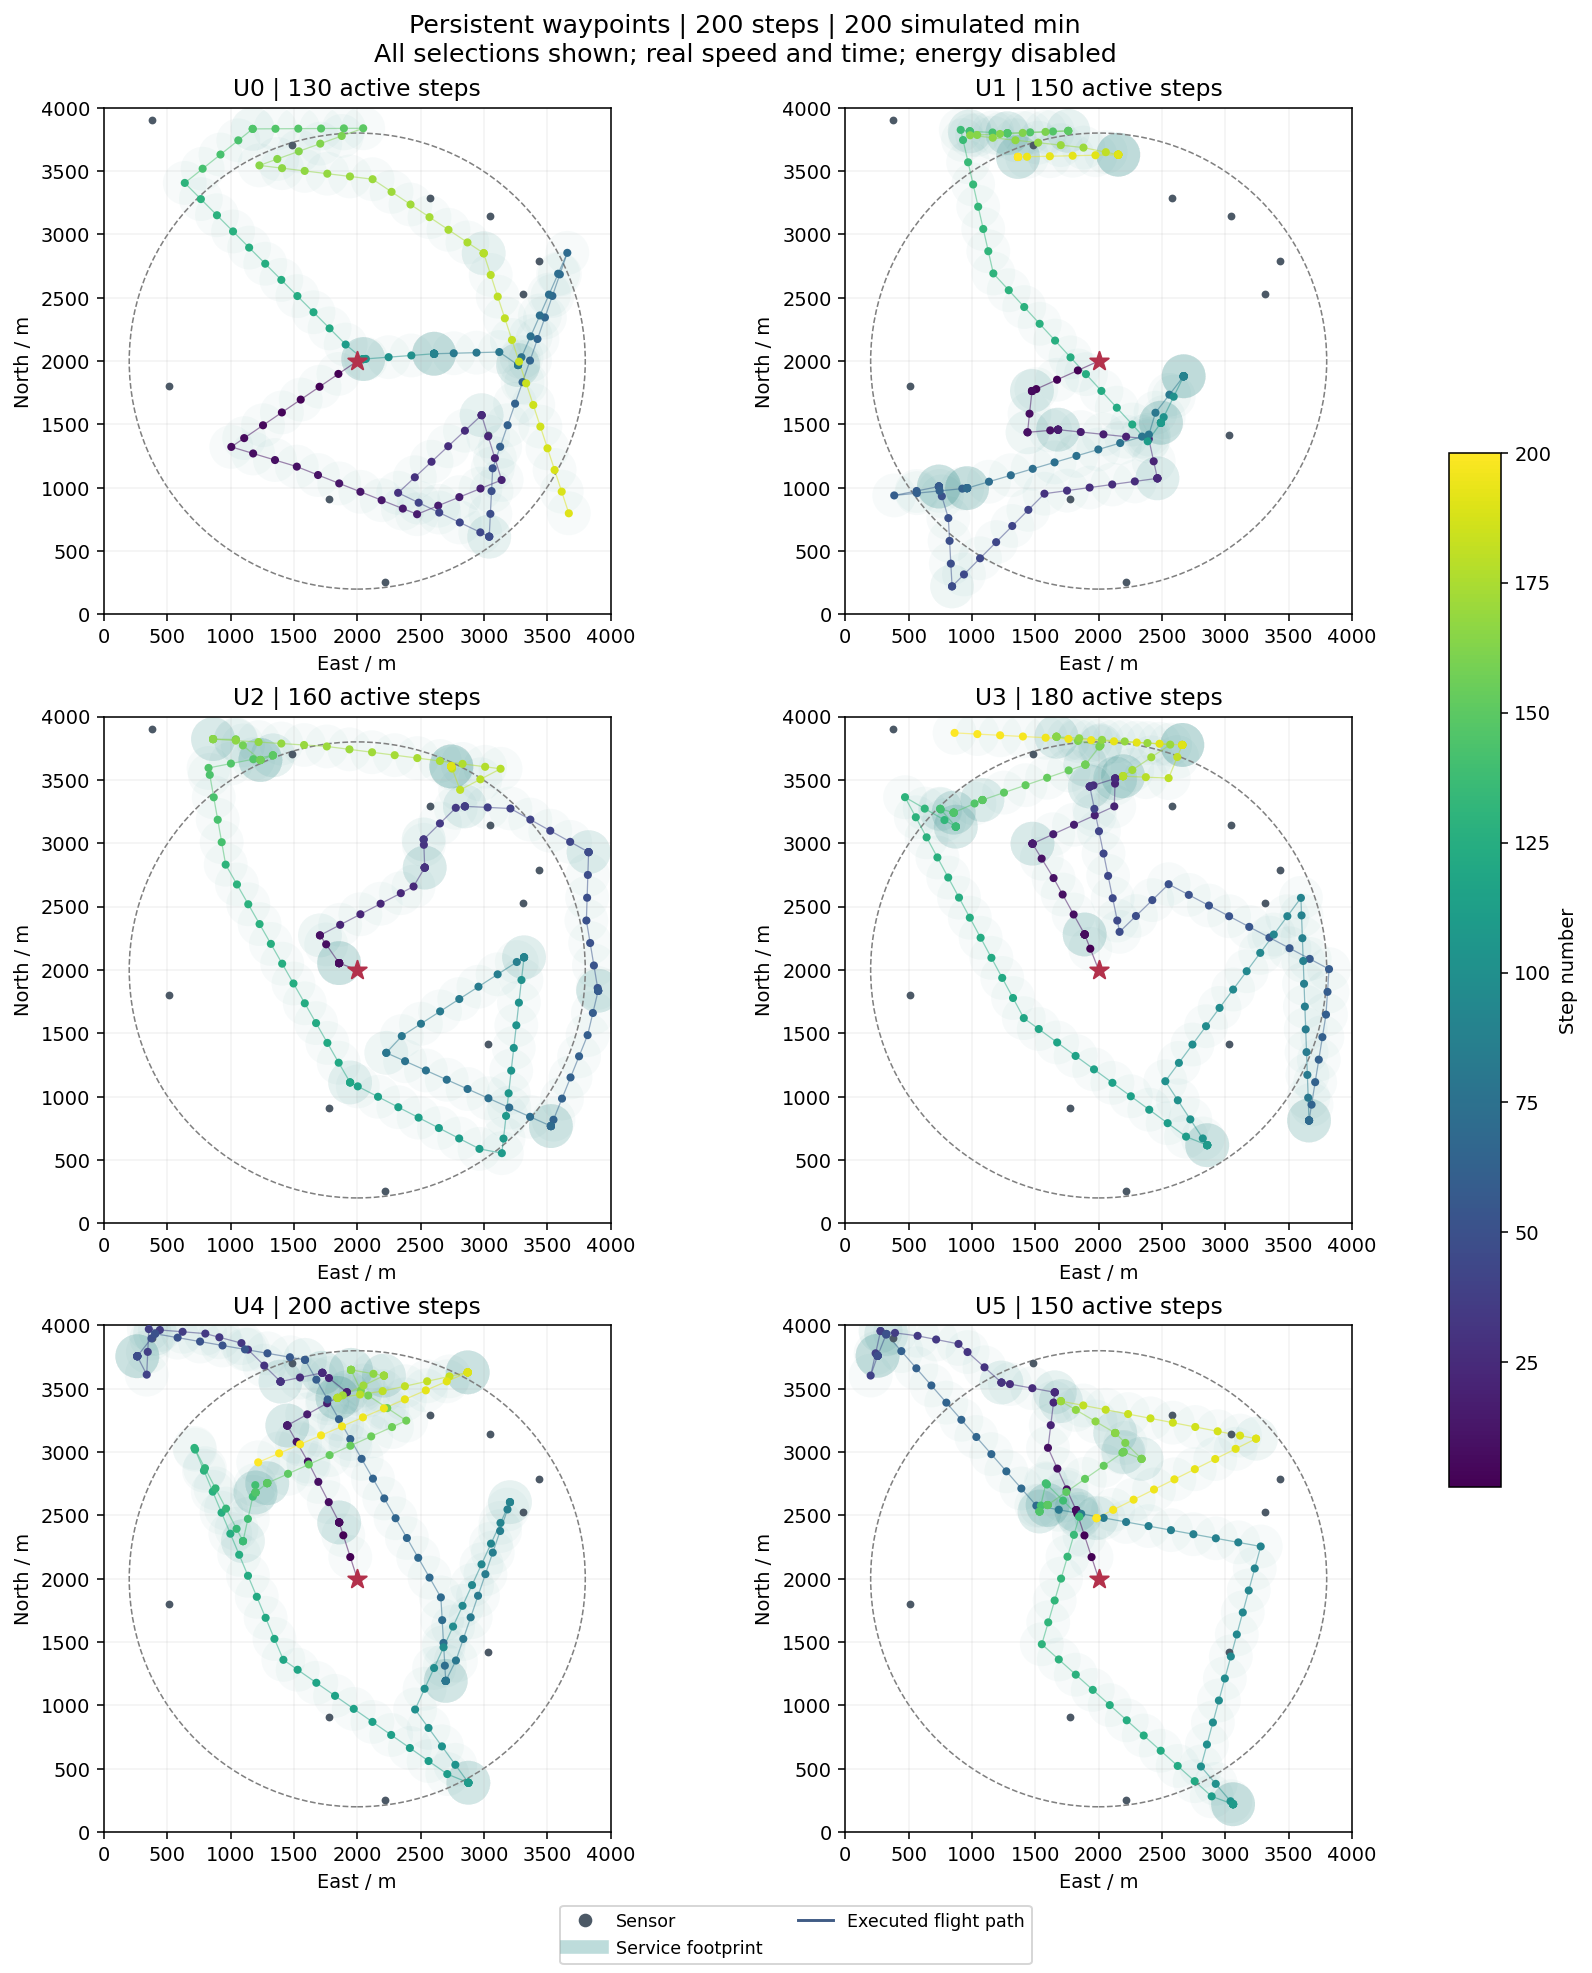 Persistent waypoints | 200 steps | 200 simulated min
All selections shown; real speed and time; energy disabled
U0 | 130 active steps
4000
3500
3000
2500
2000
1500
1000
500
0
North / m
0 500 1000 1500 2000 2500 3000 3500 4000
East / m
U1 | 150 active steps
4000
3500
3000
2500
2000
1500
1000
500
0
North / m
0 500 1000 1500 2000 2500 3000 3500 4000
East / m
U2 | 160 active steps
4000
3500
3000
2500
2000
1500
1000
500
0
North / m
0 500 1000 1500 2000 2500 3000 3500 4000
East / m
U3 | 180 active steps
4000
3500
3000
2500
2000
1500
1000
500
0
North / m
0 500 1000 1500 2000 2500 3000 3500 4000
East / m
U4 | 200 active steps
4000
3500
3000
2500
2000
1500
1000
500
0
North / m
0 500 1000 1500 2000 2500 3000 3500 4000
East / m
U5 | 150 active steps
4000
3500
3000
2500
2000
1500
1000
500
0
North / m
0 500 1000 1500 2000 2500 3000 3500 4000
East / m
200
175
150
125
100
75
50
25
Step number
Sensor
Service footprint
Executed flight path